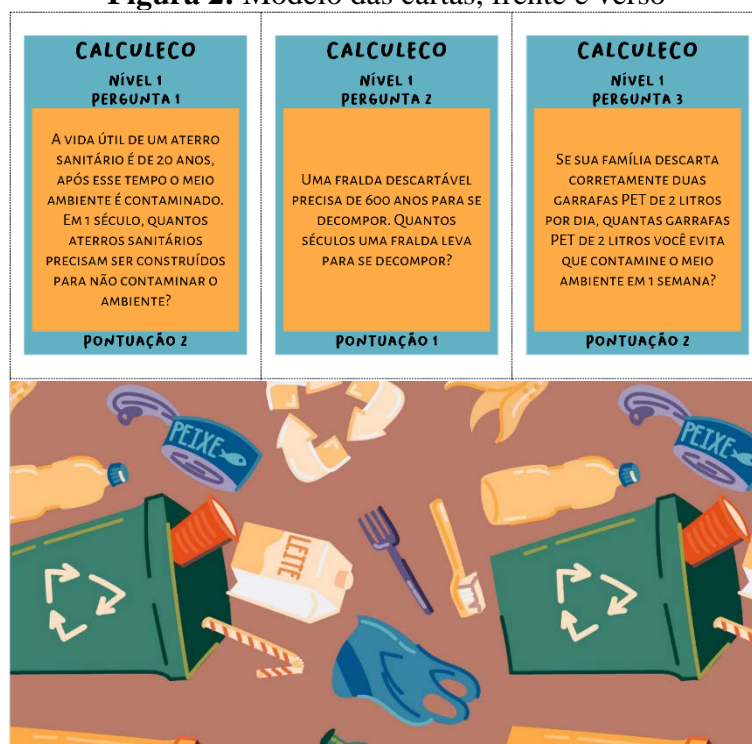 Figura 2: Modelo das cartas, frente e verso
CALCULECO
NÍVEL 1
PERGUNTA 1
A VIDA ÚTIL DE UM ATERRO
SANITÁRIO É DE 20 ANOS,
APÓS ESSE TEMPO O MEIO
AMBIENTE É CONTAMINADO.
EM 1 SÉCULO, QUANTOS
ATERROS SANITÁRIOS
PRECISAM SER CONSTRUÍDOS
PARA NÃO CONTAMINAR O
AMBIENTE?
PONTUAÇÃO 2
CALCULECO
NÍVEL 1
PERGUNTA 2
UMA FRALDA DESCARTÁVEL
PRECISA DE 600 ANOS PARA SE
DECOMPOR. QUANTOS
SÉCULOS UMA FRALDA LEVA
PARA SE DECOMPOR?
PONTUAÇÃO 1
CALCULECO
NÍVEL 1
PERGUNTA 3
SE SUA FAMÍLIA DESCARTA
CORRETAMENTE DUAS
GARRAFAS PET DE 2 LITROS
POR DIA, QUANTAS GARRAFAS
PET DE 2 LITROS VOCÊ EVITA
QUE CONTAMINE O MEIO
AMBIENTE EM 1 SEMANA?
PONTUAÇÃO 2
PEIXE
LEITE
PEIXE